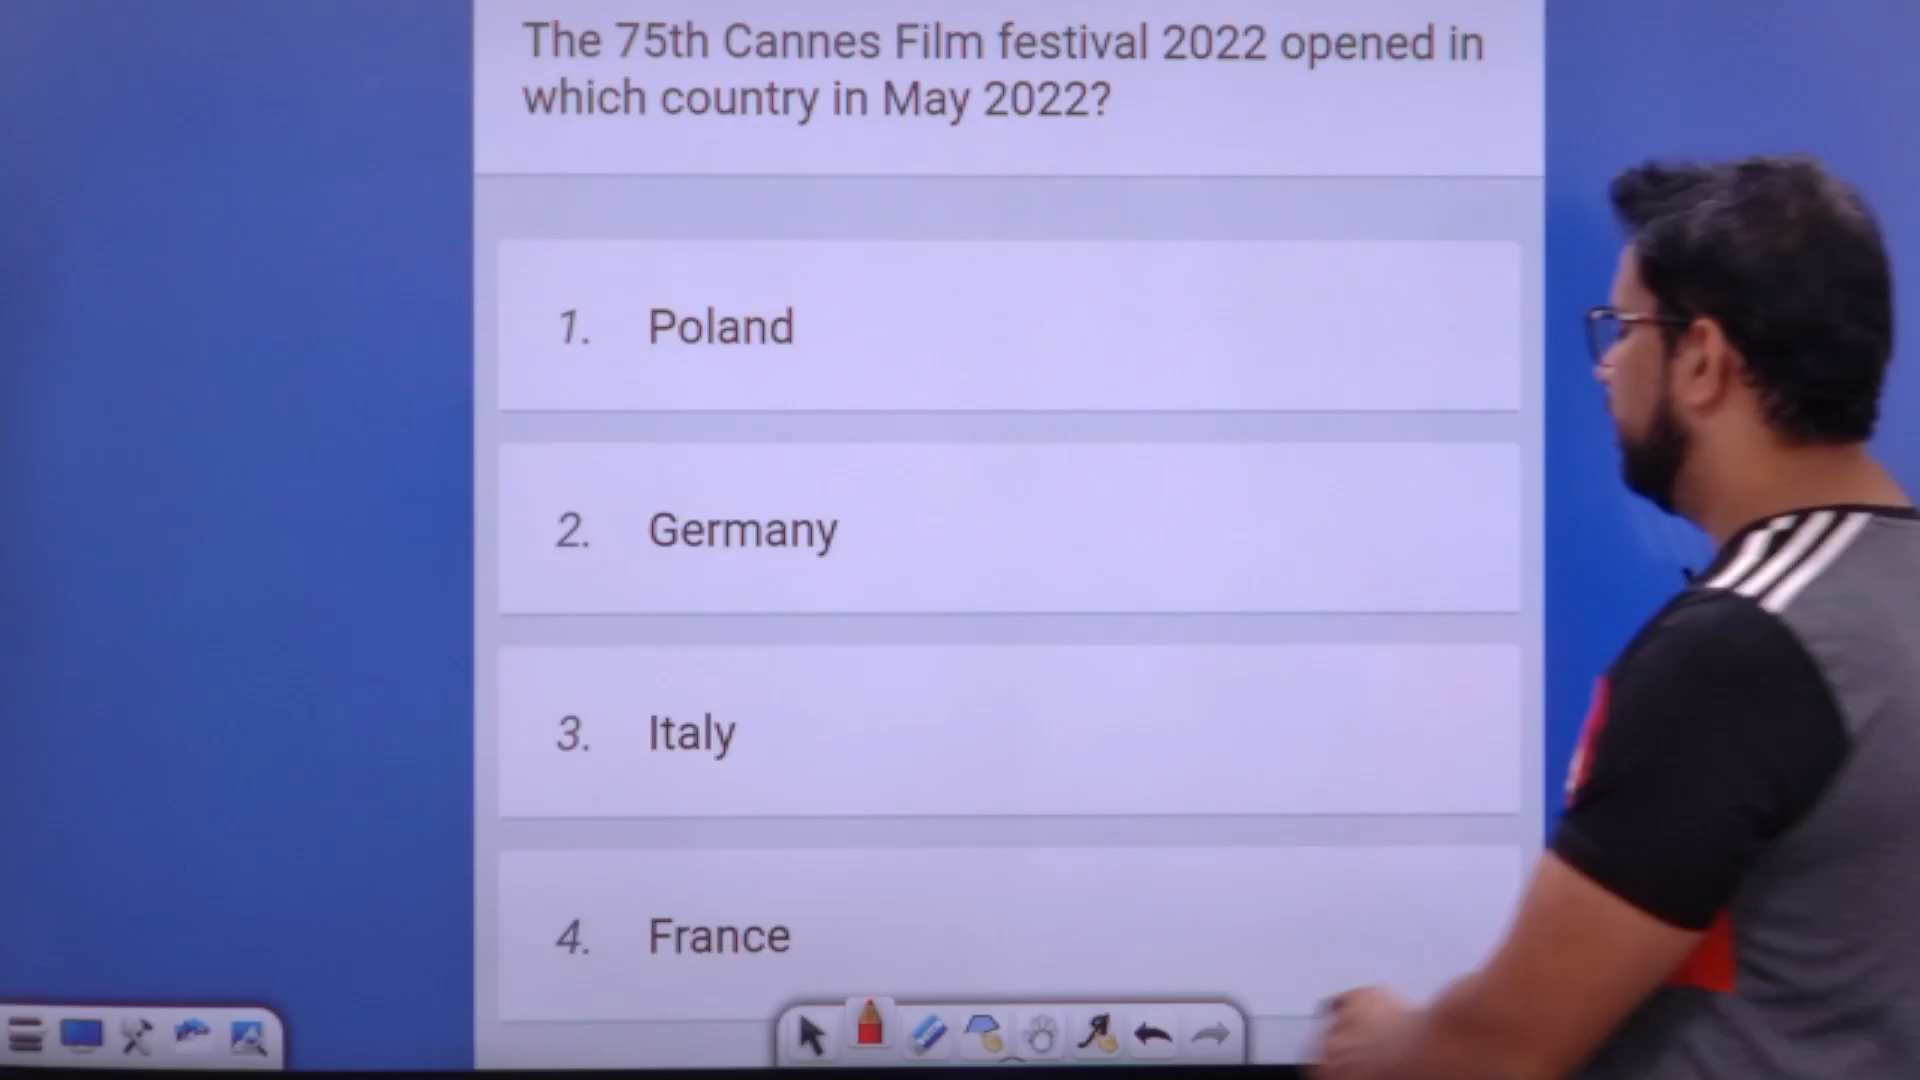 The 75th Cannes Film festival 2022 opened in
which country in May 2022?
1. Poland
2. Germany
3. Italy
4. France